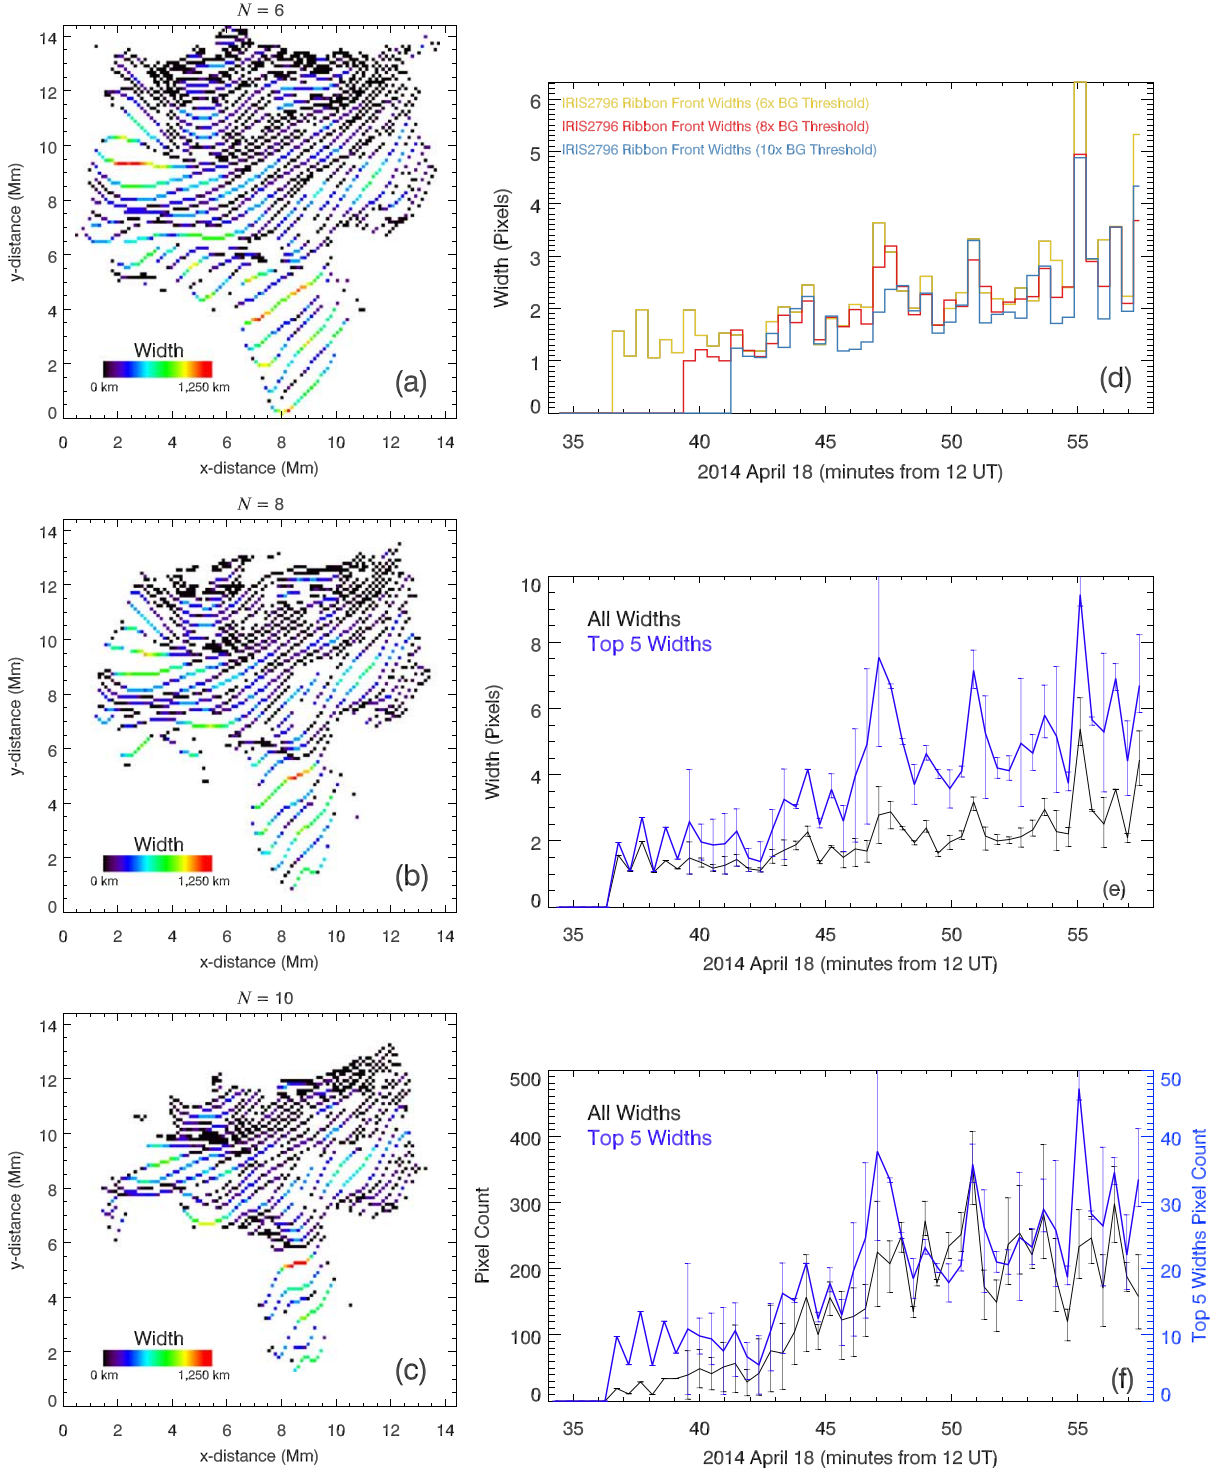 N = 6
14
12
10
8
6
4
2
0
y-distance (Mm)
Width
0 km 1,250 km
(a)
0 2 4 6 8 10 12 14
x-distance (Mm)
IRIS2796 Ribbon Front Widths (6x BG Threshold)
IRIS2796 Ribbon Front Widths (8x BG Threshold)
IRIS2796 Ribbon Front Widths (10x BG Threshold)
6
5
4
3
2
1
0
Width (Pixels)
(d)
35 40 45 50 55
2014 April 18 (minutes from 12 UT)
N = 8
14
12
10
8
6
4
2
0
y-distance (Mm)
Width
0 km 1,250 km
(b)
0 2 4 6 8 10 12 14
x-distance (Mm)
10
8
6
4
2
0
Width (Pixels)
All Widths
Top 5 Widths
(e)
35 40 45 50 55
2014 April 18 (minutes from 12 UT)
N = 10
14
12
10
8
6
4
2
0
y-distance (Mm)
Width
0 km 1,250 km
(c)
0 2 4 6 8 10 12 14
x-distance (Mm)
500
400
300
200
100
0
Pixel Count
All Widths
Top 5 Widths
50
40
30
20
10
0
Top 5 Widths Pixel Count
(f)
35 40 45 50 55
2014 April 18 (minutes from 12 UT)